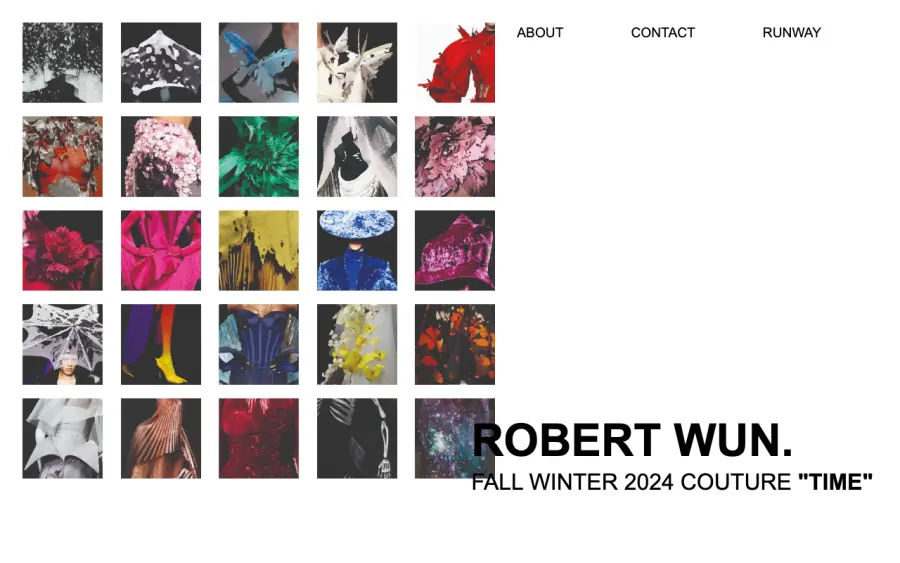 ABOUT CONTACT RUNWAY
ROBERT WUN.
FALL WINTER 2024 COUTURE "TIME"